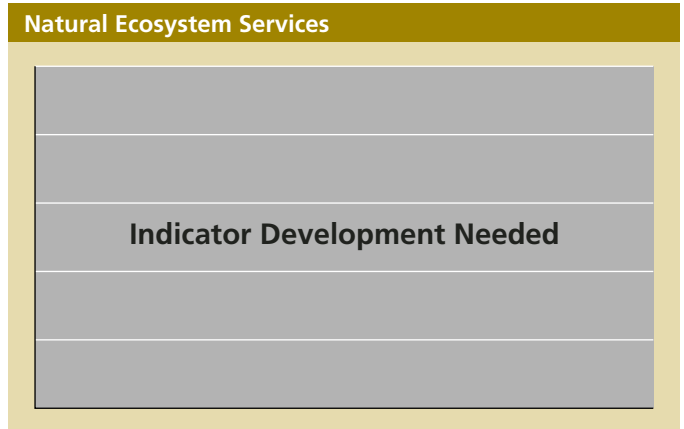 Natural Ecosystem Services
Indicator Development Needed